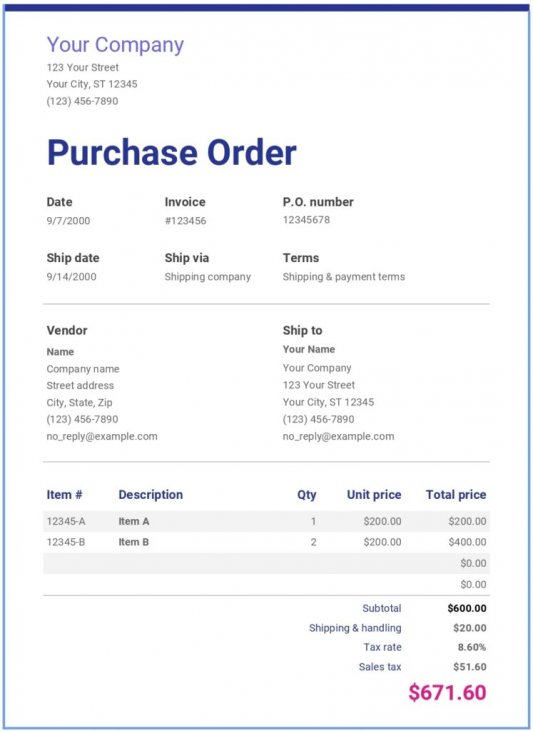 Your Company
123 Your Street
Your City, ST 12345
(123) 456-7890
Purchase Order
Date Invoice P.O. number
9/7/2000 #123456 12345678
Ship date Ship via Terms
9/14/2000 Shipping company Shipping & payment terms
Vendor Ship to
Name Your Name
Company name Your Company
Street address 123 Your Street
City, State, Zip Your City, ST 12345
(123) 456-7890 (123) 456-7890
no_reply@example.com no_reply@example.com
Item # Description Qty Unit price Total price
12345-A Item A 1 $200.00 $200.00
12345-B Item B 2 $200.00 $400.00
$0.00
$0.00
Subtotal $600.00
Shipping & handling $20.00
Tax rate 8.60%
Sales tax $51.60
$671.60